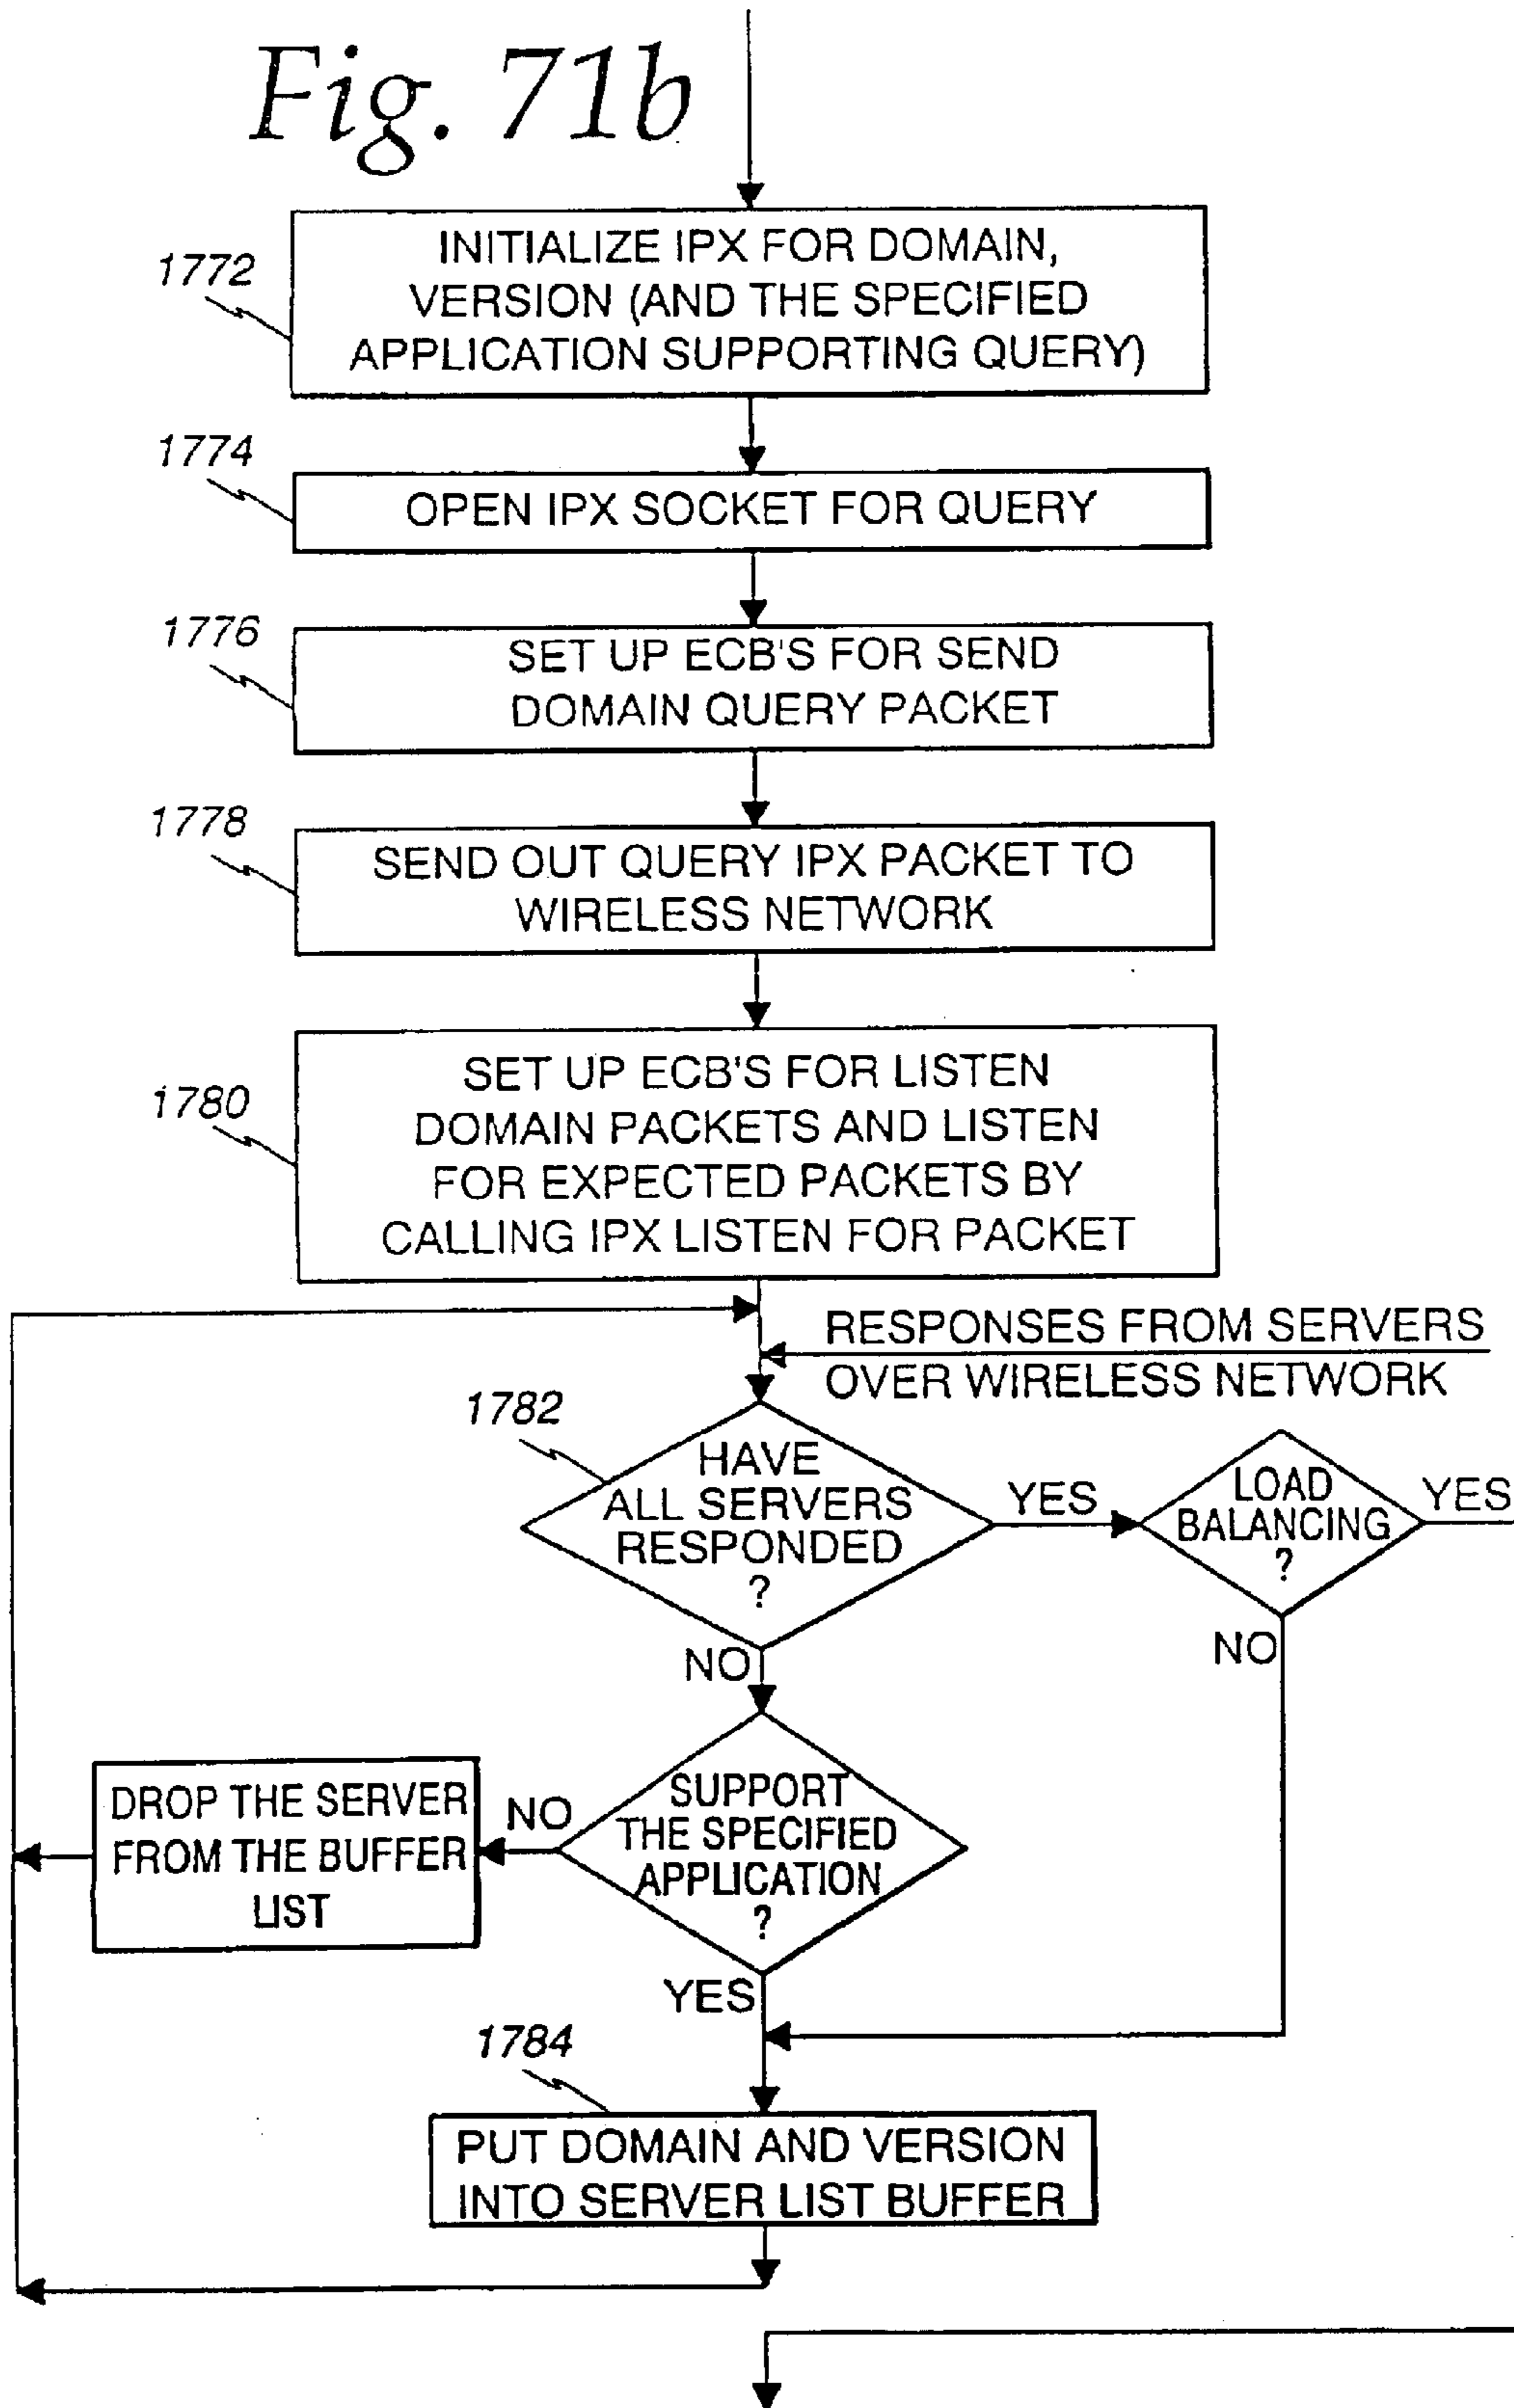 Fig. 71b
1772
INITIALIZE IPX FOR DOMAIN,
VERSION (AND THE SPECIFIED
APPLICATION SUPPORTING QUERY)
1774
OPEN IPX SOCKET FOR QUERY
1776
SET UP ECB'S FOR SEND
DOMAIN QUERY PACKET
1778
SEND OUT QUERY IPX PACKET TO
WIRELESS NETWORK
1780
SET UP ECB'S FOR LISTEN
DOMAIN PACKETS AND LISTEN
FOR EXPECTED PACKETS BY
CALLING IPX LISTEN FOR PACKET
RESPONSES FROM SERVERS
OVER WIRELESS NETWORK
1782
HAVE
ALL SERVERS
RESPONDED
?
YES
LOAD
BALANCING
?
YES
NO
NO
SUPPORT
THE SPECIFIED
APPLICATION
?
NO
DROP THE SERVER
FROM THE BUFFER
LIST
YES
1784
PUT DOMAIN AND VERSION
INTO SERVER LIST BUFFER